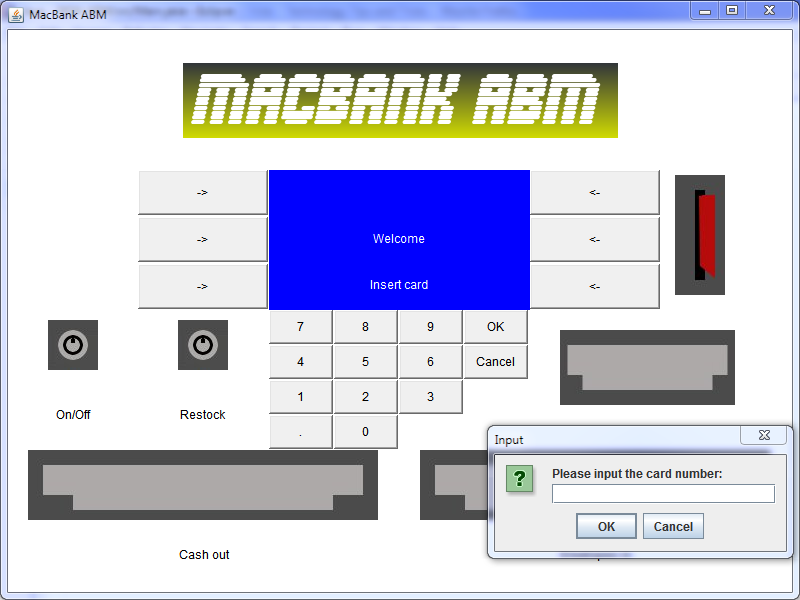 MacBank ABM
MACBANK ABM
-> <-
-> Welcome <-
-> Insert card <-
7 8 9 OK
4 5 6 Cancel
1 2 3
. 0
On/Off Restock
Input
Please input the card number:
OK Cancel
Cash out